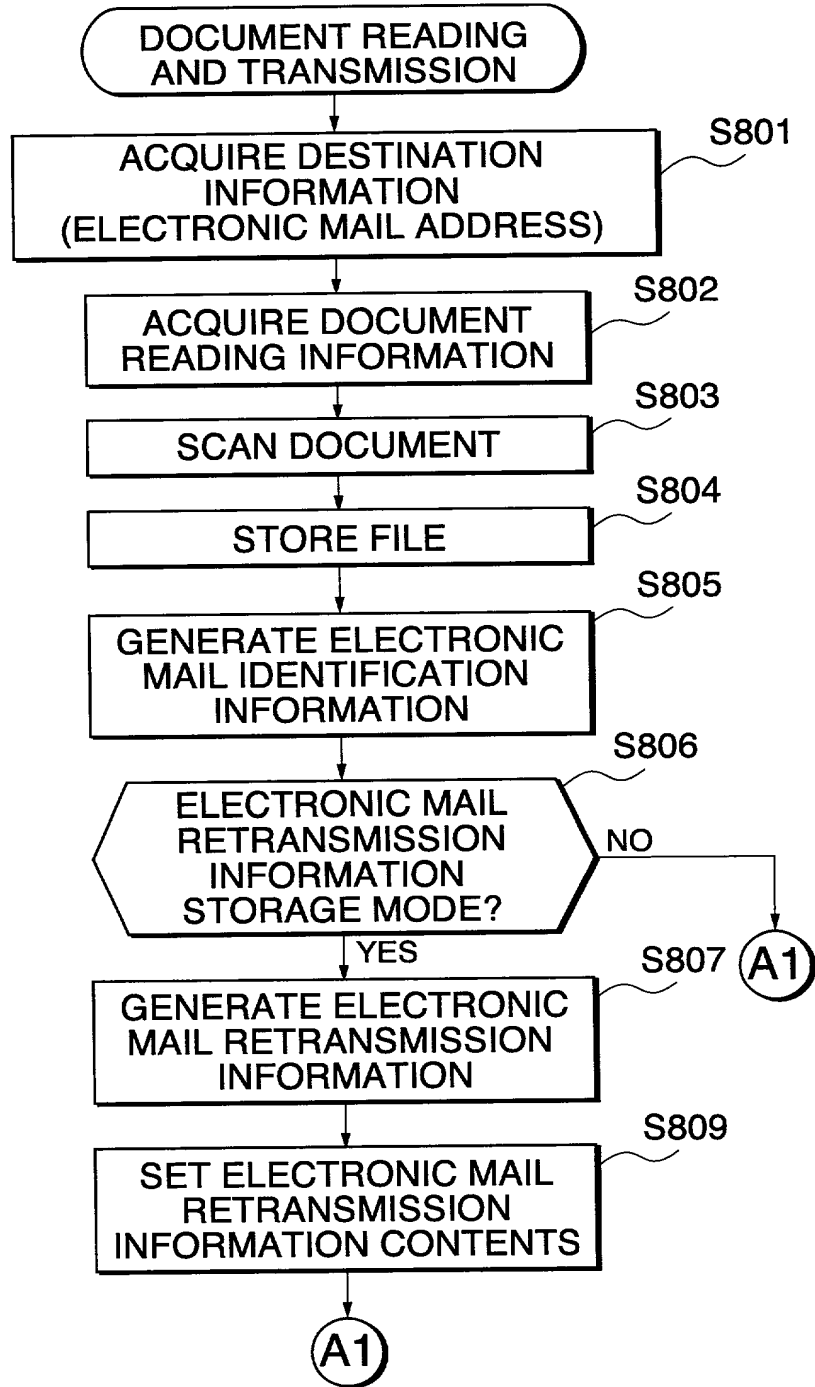 DOCUMENT READING
AND TRANSMISSION
S801
ACQUIRE DESTINATION
INFORMATION
(ELECTRONIC MAIL ADDRESS)
S802
ACQUIRE DOCUMENT
READING INFORMATION
S803
SCAN DOCUMENT
S804
STORE FILE
S805
GENERATE ELECTRONIC
MAIL IDENTIFICATION
INFORMATION
S806
ELECTRONIC MAIL
RETRANSMISSION
INFORMATION
STORAGE MODE?
NO
A1
YES
S807
GENERATE ELECTRONIC
MAIL RETRANSMISSION
INFORMATION
S809
SET ELECTRONIC MAIL
RETRANSMISSION
INFORMATION CONTENTS
A1